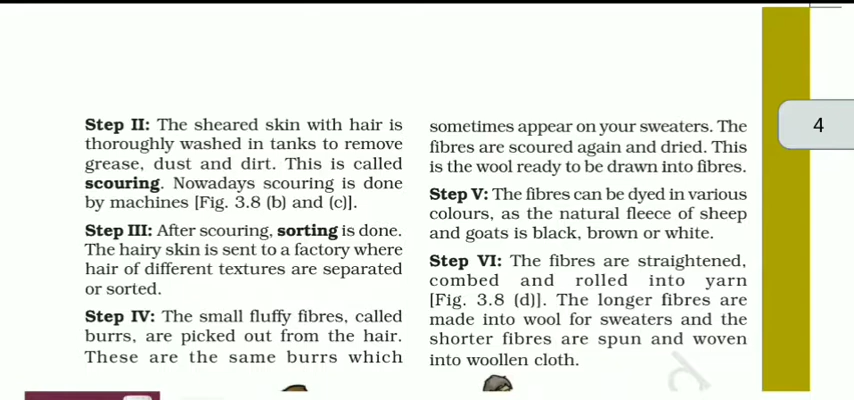 Step II: The sheared skin with hair is
thoroughly washed in tanks to remove
grease, dust and dirt. This is called
scouring. Nowadays scouring is done
by machines [Fig. 3.8 (b) and (c)].
Step III: After scouring, sorting is done.
The hairy skin is sent to a factory where
hair of different textures are separated
or sorted.
Step IV: The small fluffy fibres, called
burrs, are picked out from the hair.
These are the same burrs which
sometimes appear on your sweaters. The
fibres are scoured again and dried. This
is the wool ready to be drawn into fibres.
Step V: The fibres can be dyed in various
colours, as the natural fleece of sheep
and goats is black, brown or white.
Step VI: The fibres are straightened,
combed and rolled into yarn
[Fig. 3.8 (d)]. The longer fibres are
made into wool for sweaters and the
shorter fibres are spun and woven
into woollen cloth.
4